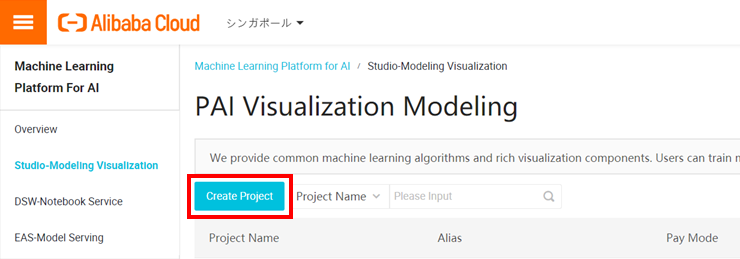 Alibaba Cloud
シンガポール
Machine Learning
Platform For AI
Overview
Studio-Modeling Visualization
DSW-Notebook Service
EAS-Model Serving
Machine Learning Platform for AI / Studio-Modeling Visualization
PAI Visualization Modeling
We provide common machine learning algorithms and rich visualization components. Users can train
Create Project
Project Name
Please Input
Project Name
Alias
Pay Mode